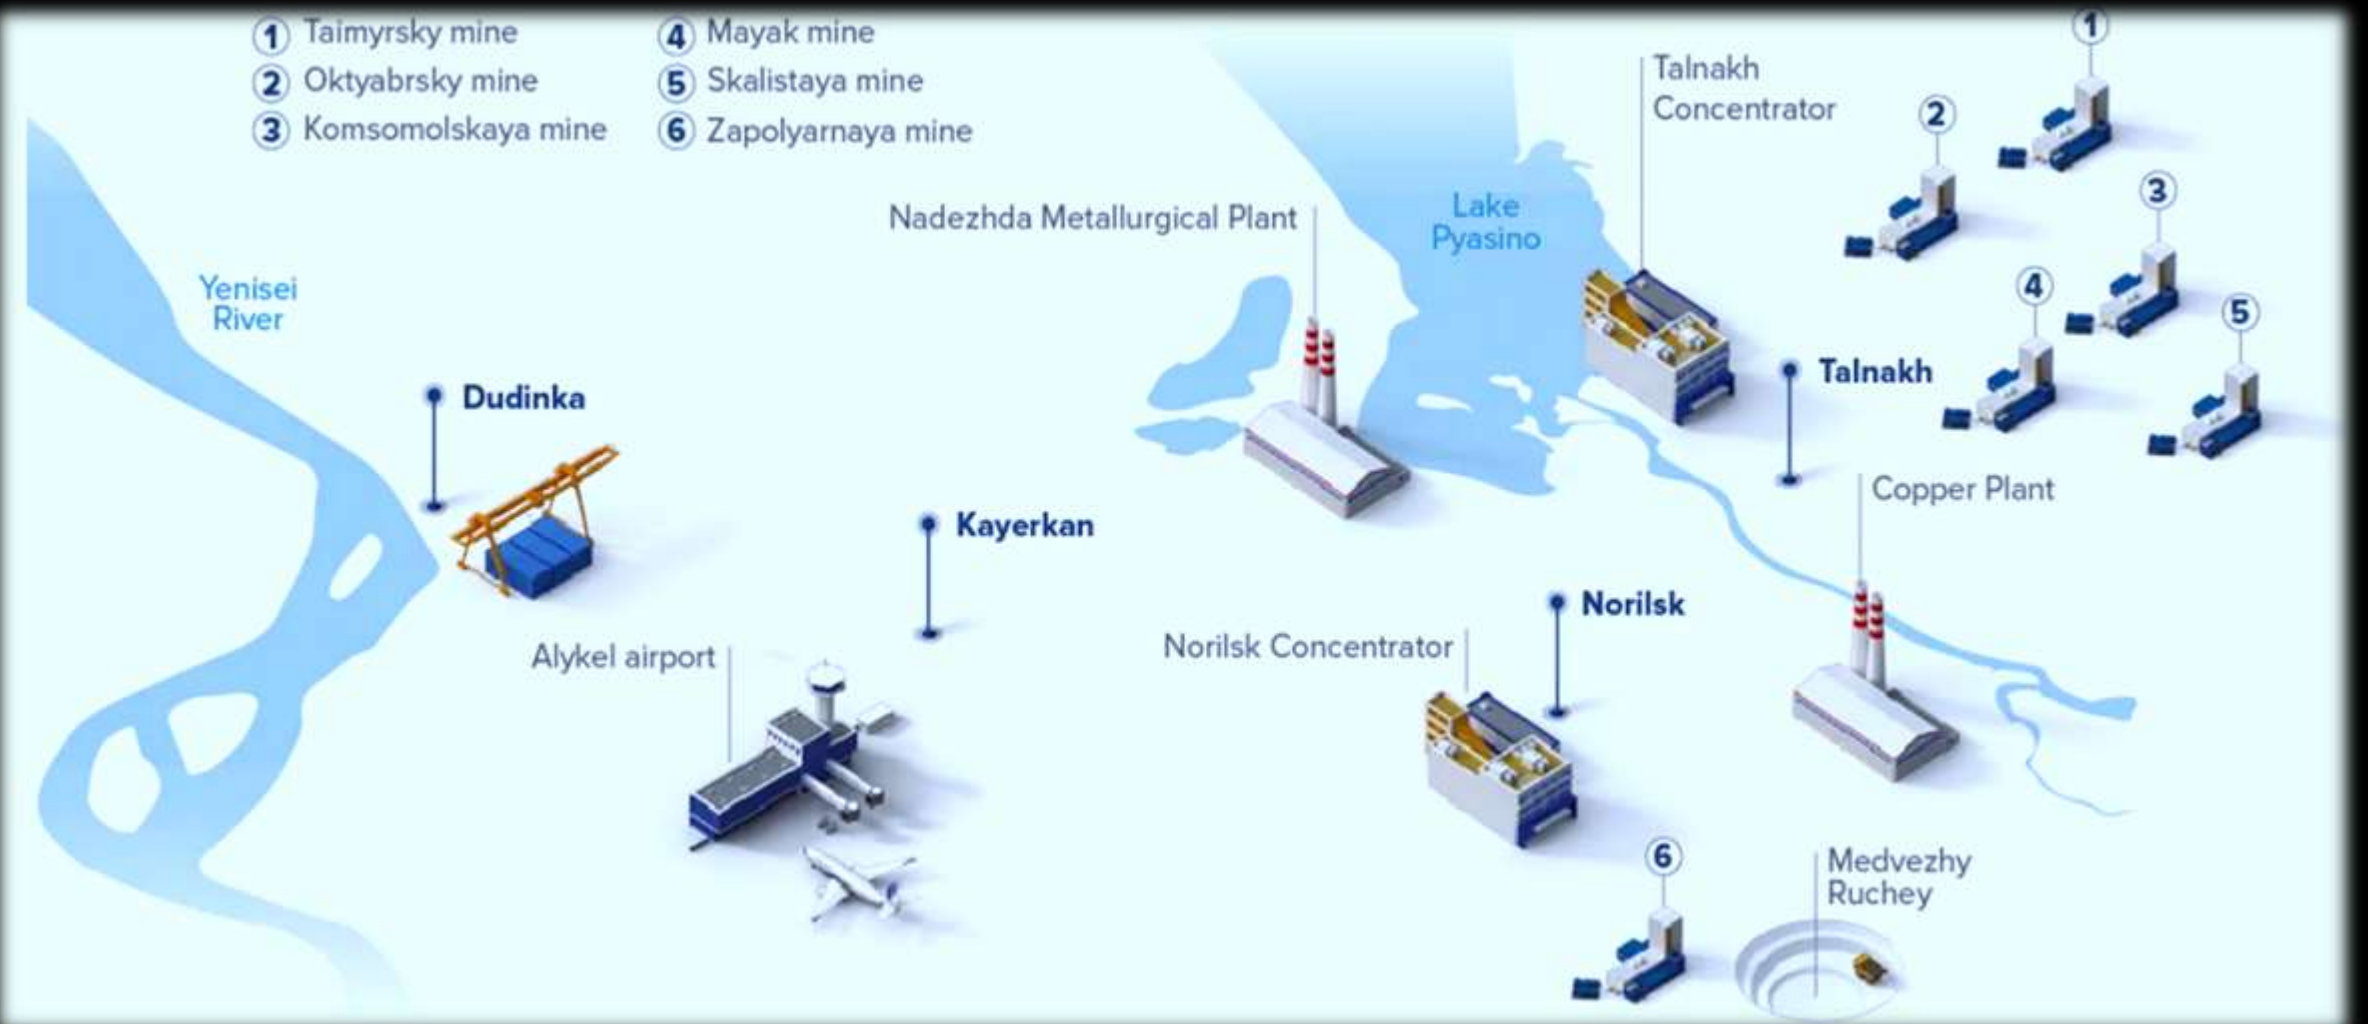 1 Taimyrsky mine
2 Oktyabrsky mine
3 Komsomolskaya mine
4 Mayak mine
5 Skalistaya mine
6 Zapolyarnaya mine
1
Talnakh
Concentrator
2
3
Nadezhda Metallurgical Plant
Lake
Pyasino
Yenisei
River
4
5
Dudinka
Talnakh
Copper Plant
Kayerkan
Norilsk
Alykel airport
Norilsk Concentrator
6
Medvezhy
Ruchey